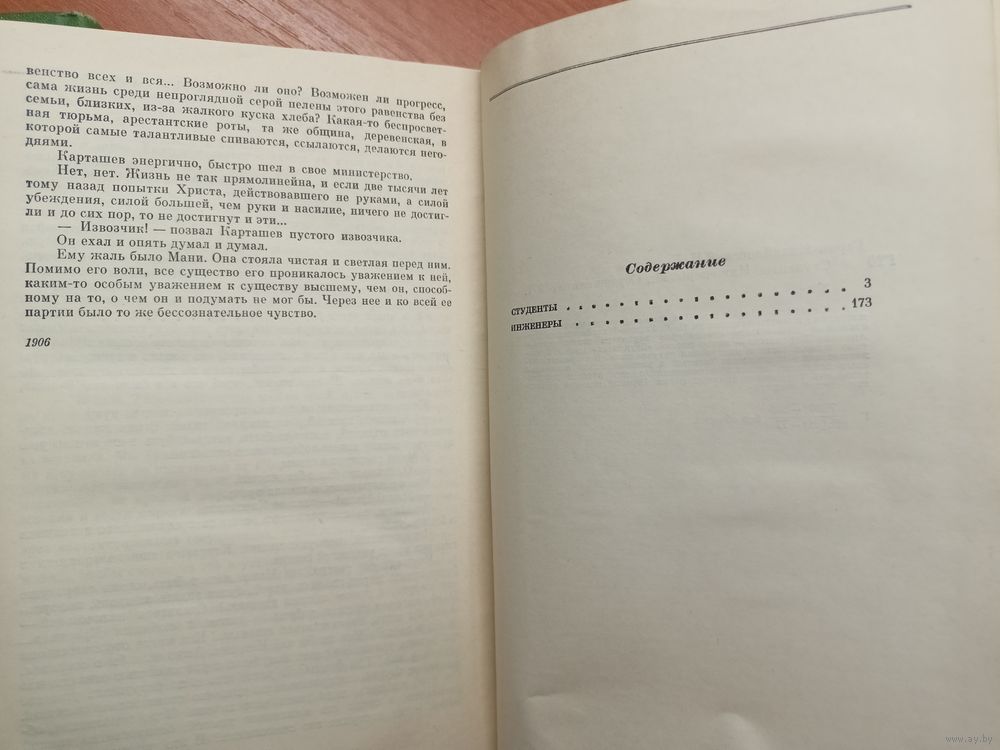 венство всех и вся... Возможно ли оно? Возможен ли прогресс,
сама жизнь среди непроглядной серой пелены этого равенства без
семьи, близких, из-за жалкого куска хлеба? Какая-то беспросвет-
ная тюрьма, арестантские роты, та же община, деревенская, в
которой самые талантливые спиваются, ссылаются, делаются него-
дяями.
Карташев энергично, быстро шел в свое министерство.
Нет, нет. Жизнь не так прямолинейна, и если две тысячи лет
тому назад попытки Христа, действовавшего не руками, а силой
убеждения, силой большей, чем руки и насилие, ничего не достиг-
ли и до сих пор, то не достигнут и эти...
— Извозчик! — позвал Карташев пустого извозчика.
Он ехал и опять думал и думал.
Ему жаль было Мани. Она стояла чистая и светлая перед ним.
Помимо его воли, все существо его проникалось уважением к ней,
каким-то особым уважением к существу высшему, чем он, способ-
ному на то, о чем он и подумать не мог бы. Через нее и ко всей ее
партии было то же бессознательное чувство.
1906
Содержание
СТУДЕНТЫ . . . . . . . . . . . . . . . . 3
ИНЖЕНЕРЫ . . . . . . . . . . . . . . . . 173
www.ay.by